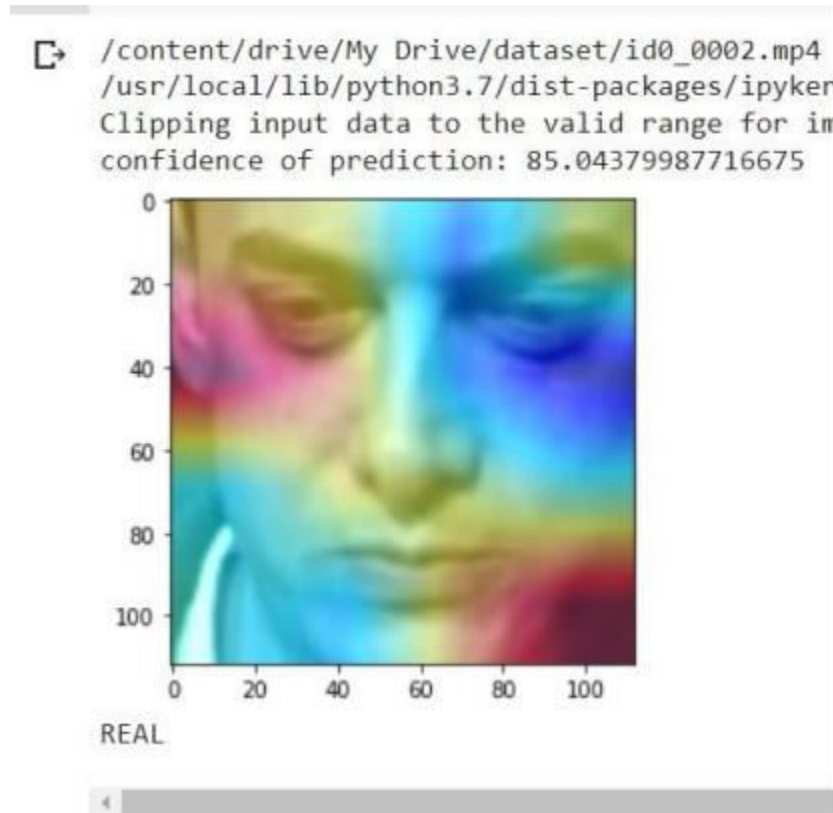 /content/drive/My Drive/dataset/id0_0002.mp4
/usr/local/lib/python3.7/dist-packages/ipyker
Clipping input data to the valid range for im
confidence of prediction: 85.04379987716675
0
20
40
60
80
100
0 20 40 60 80 100
REAL